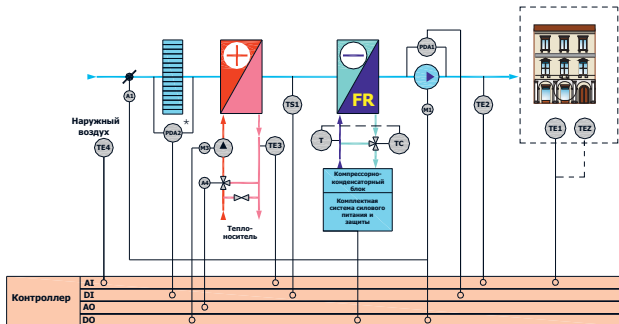 PDA1
FR
A1
*
TS1
M1
TE2
Наружный
воздух
PDA2
TE1
TEZ
TE4
M3
TE3
T
TC
A4
Компрессорно-
конденсаторный
блок
Комплектная
система силового
питания и
защиты
Тепло-
носитель
Контроллер
AI
DI
AO
DO